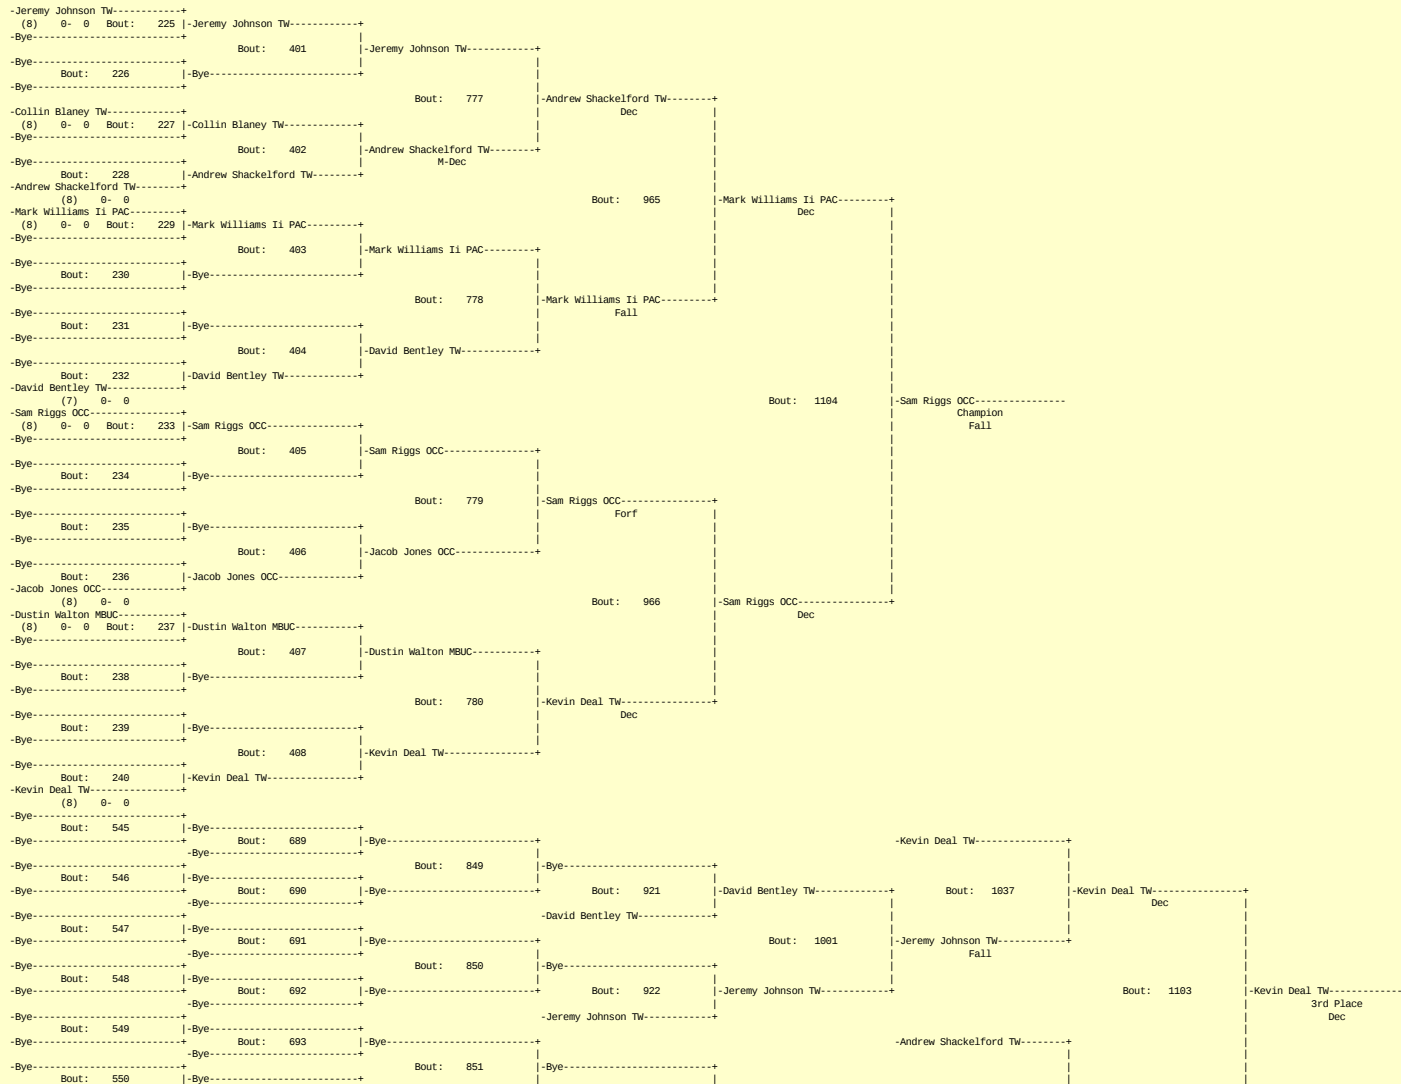 -Jeremy Johnson TW------------+
(8) 0- 0 Bout: 225 |-Jeremy Johnson TW------------+
-Bye--------------------------+ |
Bout: 401 |-Jeremy Johnson TW------------+
-Bye--------------------------+ | |
Bout: 226 |-Bye--------------------------+ |
-Bye--------------------------+ |
Bout: 777 |-Andrew Shackelford TW--------+
-Collin Blaney TW-------------+ | Dec |
(8) 0- 0 Bout: 227 |-Collin Blaney TW-------------+ | |
-Bye--------------------------+ | | |
Bout: 402 |-Andrew Shackelford TW--------+ |
-Bye--------------------------+ | M-Dec |
Bout: 228 |-Andrew Shackelford TW--------+ |
-Andrew Shackelford TW--------+ |
(8) 0- 0 Bout: 965 |-Mark Williams Ii PAC---------+
-Mark Williams Ii PAC---------+ | Dec |
(8) 0- 0 Bout: 229 |-Mark Williams Ii PAC---------+ | |
-Bye--------------------------+ | | |
Bout: 403 |-Mark Williams Ii PAC---------+ | |
-Bye--------------------------+ | | | |
Bout: 230 |-Bye--------------------------+ | | |
-Bye--------------------------+ | | |
Bout: 778 |-Mark Williams Ii PAC---------+ |
-Bye--------------------------+ | Fall |
Bout: 231 |-Bye--------------------------+ | |
-Bye--------------------------+ | | |
Bout: 404 |-David Bentley TW-------------+ |
-Bye--------------------------+ | |
Bout: 232 |-David Bentley TW-------------+ |
-David Bentley TW-------------+ |
(7) 0- 0 Bout: 1104 |-Sam Riggs OCC----------------
-Sam Riggs OCC----------------+ | Champion
(8) 0- 0 Bout: 233 |-Sam Riggs OCC----------------+ | Fall
-Bye--------------------------+ | |
Bout: 405 |-Sam Riggs OCC----------------+ |
-Bye--------------------------+ | | |
Bout: 234 |-Bye--------------------------+ | |
-Bye--------------------------+ | |
Bout: 779 |-Sam Riggs OCC----------------+ |
-Bye--------------------------+ | Forf | |
Bout: 235 |-Bye--------------------------+ | | |
-Bye--------------------------+ | | | |
Bout: 406 |-Jacob Jones OCC--------------+ | |
-Bye--------------------------+ | | |
Bout: 236 |-Jacob Jones OCC--------------+ | |
-Jacob Jones OCC--------------+ | |
(8) 0- 0 Bout: 966 |-Sam Riggs OCC----------------+
-Dustin Walton MBUC-----------+ | Dec
(8) 0- 0 Bout: 237 |-Dustin Walton MBUC-----------+ |
-Bye--------------------------+ | |
Bout: 407 |-Dustin Walton MBUC-----------+ |
-Bye--------------------------+ | | |
Bout: 238 |-Bye--------------------------+ | |
-Bye--------------------------+ | |
Bout: 780 |-Kevin Deal TW----------------+
-Bye--------------------------+ | Dec
Bout: 239 |-Bye--------------------------+ |
-Bye--------------------------+ | |
Bout: 408 |-Kevin Deal TW----------------+
-Bye--------------------------+ |
Bout: 240 |-Kevin Deal TW----------------+
-Kevin Deal TW----------------+
(8) 0- 0
-Bye--------------------------+
Bout: 545 |-Bye--------------------------+
-Bye--------------------------+ Bout: 689 |-Bye--------------------------+ -Kevin Deal TW----------------+
-Bye--------------------------+ | |
-Bye--------------------------+ Bout: 849 |-Bye--------------------------+ |
Bout: 546 |-Bye--------------------------+ | | |
-Bye--------------------------+ Bout: 690 |-Bye--------------------------+ Bout: 921 |-David Bentley TW-------------+ Bout: 1037 |-Kevin Deal TW----------------+
-Bye--------------------------+ | | | Dec |
-Bye--------------------------+ -David Bentley TW-------------+ | | |
Bout: 547 |-Bye--------------------------+ | | |
-Bye--------------------------+ Bout: 691 |-Bye--------------------------+ Bout: 1001 |-Jeremy Johnson TW------------+ |
-Bye--------------------------+ | | Fall |
-Bye--------------------------+ Bout: 850 |-Bye--------------------------+ | |
Bout: 548 |-Bye--------------------------+ | | | |
-Bye--------------------------+ Bout: 692 |-Bye--------------------------+ Bout: 922 |-Jeremy Johnson TW------------+ Bout: 1103 |-Kevin Deal TW----------------
-Bye--------------------------+ | | 3rd Place
-Bye--------------------------+ -Jeremy Johnson TW------------+ | Dec
Bout: 549 |-Bye--------------------------+ |
-Bye--------------------------+ Bout: 693 |-Bye--------------------------+ -Andrew Shackelford TW--------+ |
-Bye--------------------------+ | | |
-Bye--------------------------+ Bout: 851 |-Bye--------------------------+ | |
Bout: 550 |-Bye--------------------------+ | | | |